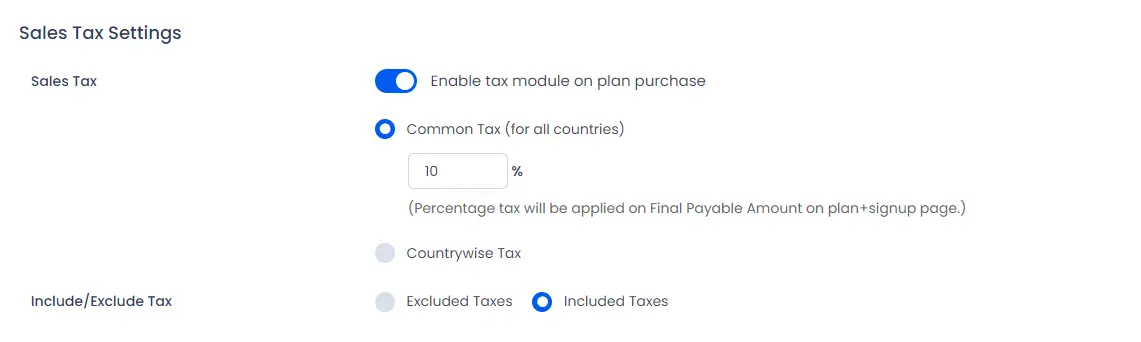 Sales Tax Settings
Sales Tax
Enable tax module on plan purchase
Common Tax (for all countries)
10 %
(Percentage tax will be applied on Final Payable Amount on plan+signup page.)
Countrywise Tax
Include/Exclude Tax
Excluded Taxes
Included Taxes